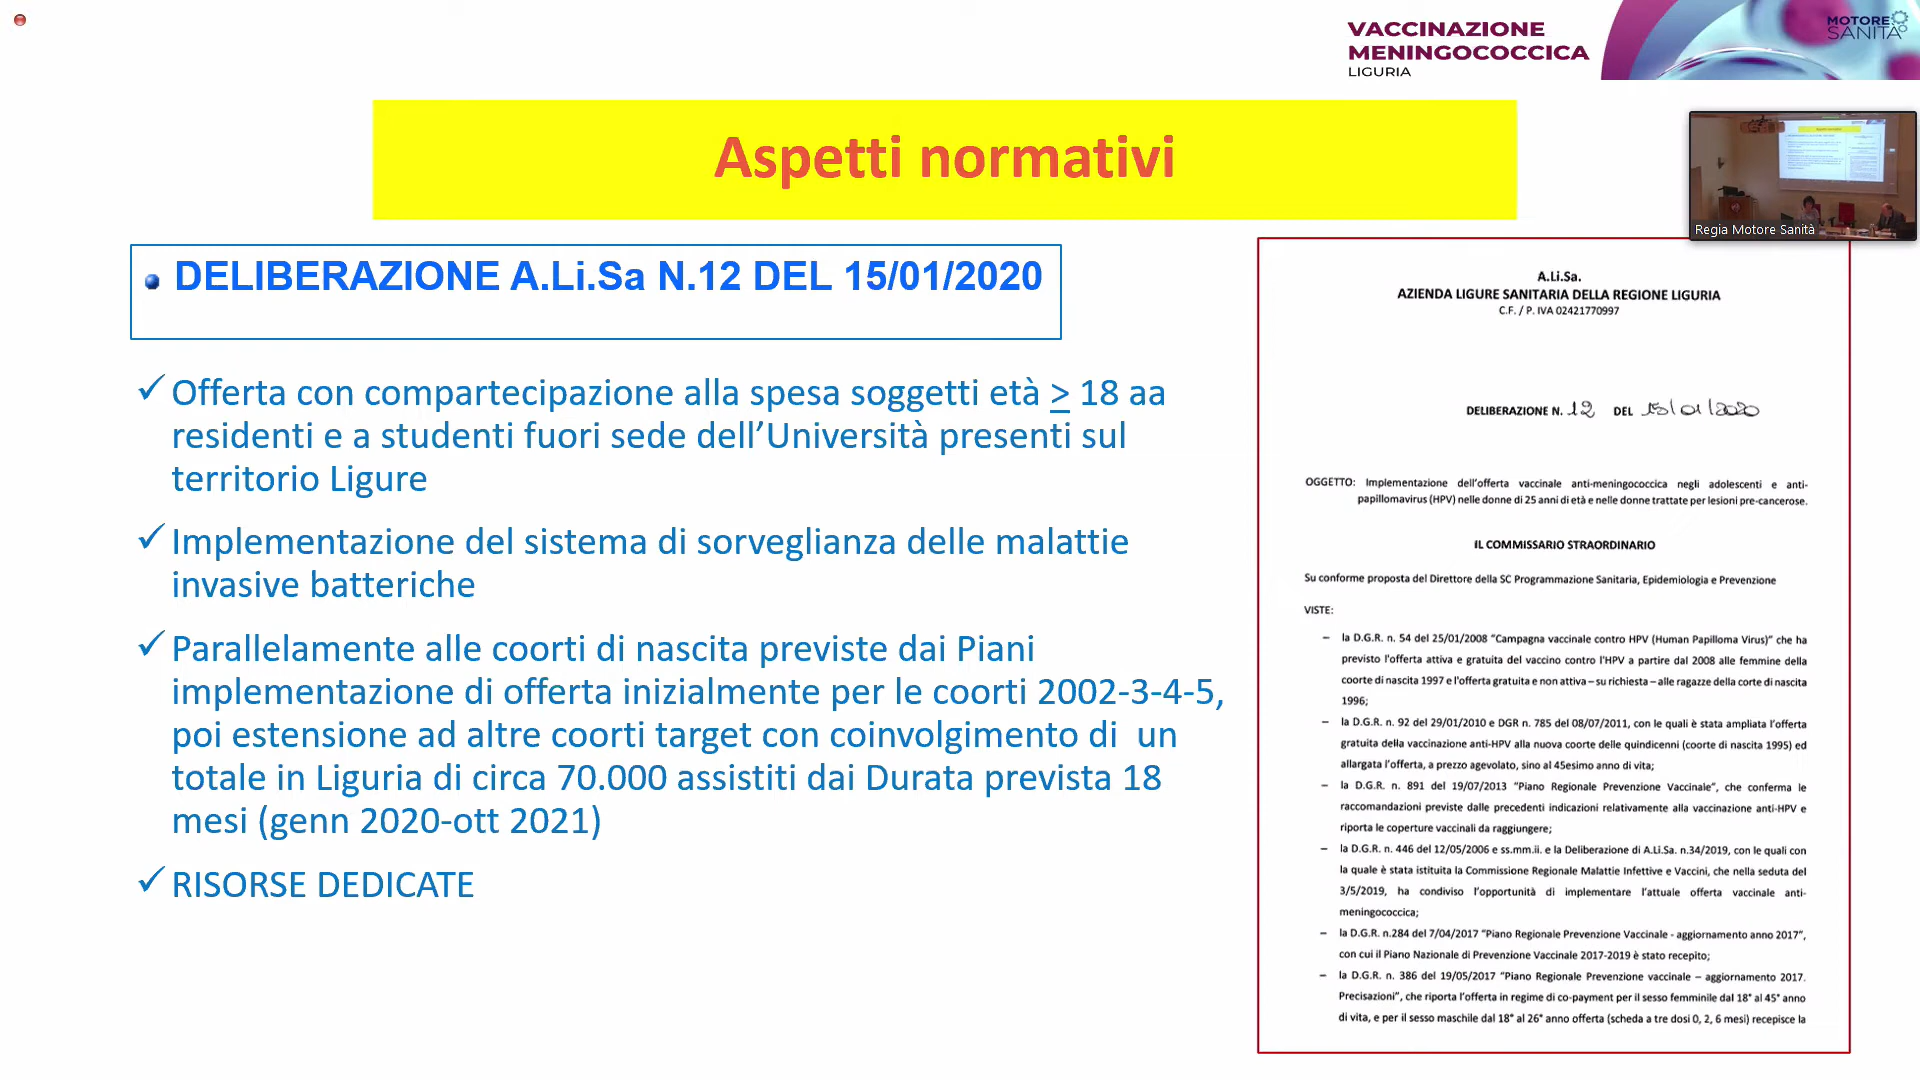 VACCINAZIONE
MENINGOCOCCICA
LIGURIA
MOTORE
SANITÀ
Aspetti normativi
Regia Motore Sanità
DELIBERAZIONE A.Li.Sa N.12 DEL 15/01/2020
✓ Offerta con compartecipazione alla spesa soggetti età ≥ 18 aa
residenti e a studenti fuori sede dell’Università presenti sul
territorio Ligure
✓ Implementazione del sistema di sorveglianza delle malattie
invasive batteriche
✓ Parallelamente alle coorti di nascita previste dai Piani
implementazione di offerta inizialmente per le coorti 2002-3-4-5,
poi estensione ad altre coorti target con coinvolgimento di un
totale in Liguria di circa 70.000 assistiti dai Durata prevista 18
mesi (genn 2020-ott 2021)
✓ RISORSE DEDICATE
A.Li.Sa.
AZIENDA LIGURE SANITARIA DELLA REGIONE LIGURIA
C.F. / P. IVA 02421770997
DELIBERAZIONE N. 12 DEL 15/01/2020
OGGETTO: Implementazione dell’offerta vaccinale anti-meningococcica negli adolescenti e anti-
papillomavirus (HPV) nelle donne di 25 anni di età e nelle donne trattate per lesioni pre-cancerose.
IL COMMISSARIO STRAORDINARIO
Su conforme proposta del Direttore della SC Programmazione Sanitaria, Epidemiologia e Prevenzione
VISTE:
– la D.G.R. n. 54 del 25/01/2008 “Campagna vaccinale contro HPV (Human Papilloma Virus)” che ha
previsto l'offerta attiva e gratuita del vaccino contro l'HPV a partire dal 2008 alle femmine della
coorte di nascita 1997 e l'offerta gratuita e non attiva – su richiesta – alle ragazze della corte di nascita
1996;
– la D.G.R. n. 92 del 29/01/2010 e DGR n. 785 del 08/07/2011, con le quali è stata ampliata l’offerta
gratuita della vaccinazione anti-HPV alla nuova coorte delle quindicenni (coorte di nascita 1995) ed
allargata l’offerta, a prezzo agevolato, sino al 45esimo anno di vita;
– la D.G.R. n. 891 del 19/07/2013 “Piano Regionale Prevenzione Vaccinale”, che conferma le
raccomandazioni previste dalle precedenti indicazioni relativamente alla vaccinazione anti-HPV e
riporta le coperture vaccinali da raggiungere;
– la D.G.R. n. 446 del 12/05/2006 e ss.mm.ii. e la Deliberazione di A.Li.Sa. n.34/2019, con le quali con
la quale è stata istituita la Commissione Regionale Malattie Infettive e Vaccini, che nella seduta del
3/5/2019, ha condiviso l’opportunità di implementare l’attuale offerta vaccinale anti-
meningococcica;
– la D.G.R. n.284 del 7/04/2017 “Piano Regionale Prevenzione Vaccinale - aggiornamento anno 2017”,
con cui il Piano Nazionale di Prevenzione Vaccinale 2017-2019 è stato recepito;
– la D.G.R. n. 386 del 19/05/2017 “Piano Regionale Prevenzione vaccinale – aggiornamento 2017.
Precisazioni”, che riporta l’offerta in regime di co-payment per il sesso femminile dal 18° al 45° anno
di vita, e per il sesso maschile dal 18° al 26° anno offerta (scheda a tre dosi 0, 2, 6 mesi) recepisce la